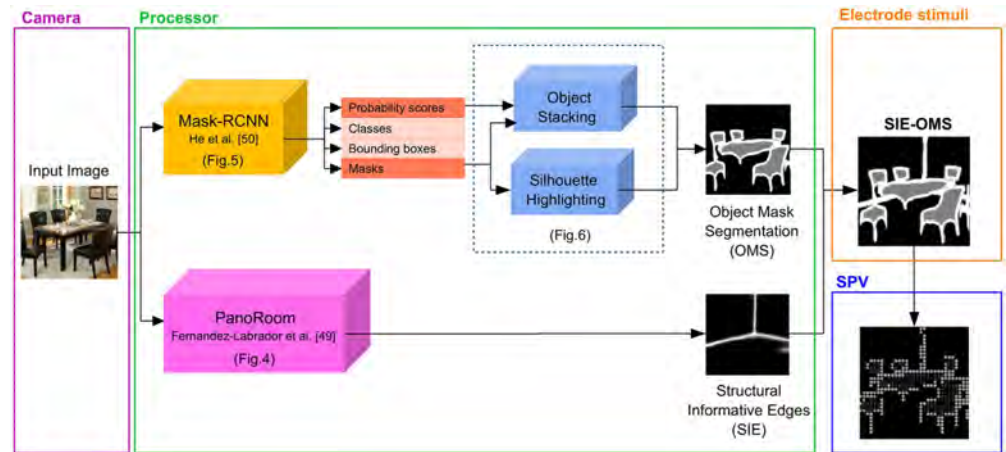 Camera
Processor
Electrode stimuli
Input Image
Mask-RCNN
He et al. [50]
(Fig.5)
Probability scores
Classes
Bounding boxes
Masks
Object
Stacking
Silhouette
Highlighting
(Fig.6)
Object Mask
Segmentation
(OMS)
SIE-OMS
PanoRoom
Fernandez-Labrador et al. [49]
(Fig.4)
Structural
Informative Edges
(SIE)
SPV